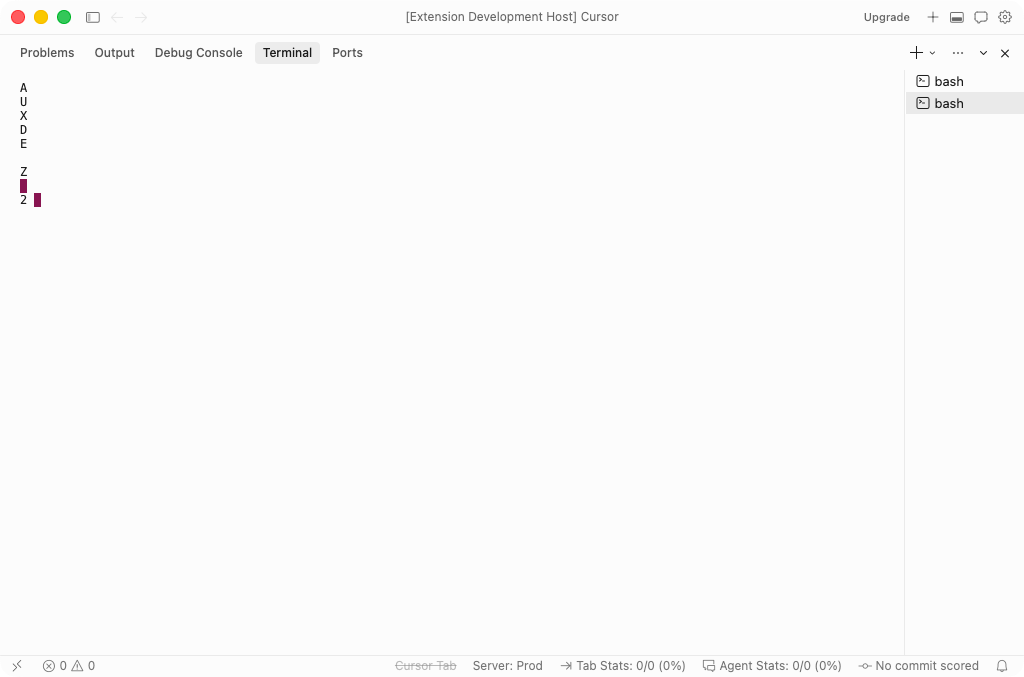 [Extension Development Host] Cursor
Upgrade
Problems Output Debug Console Terminal Ports
A
U
X
D
E
Z
2
bash
bash
0 0
Cursor Tab
Server: Prod
Tab Stats: 0/0 (0%)
Agent Stats: 0/0 (0%)
No commit scored